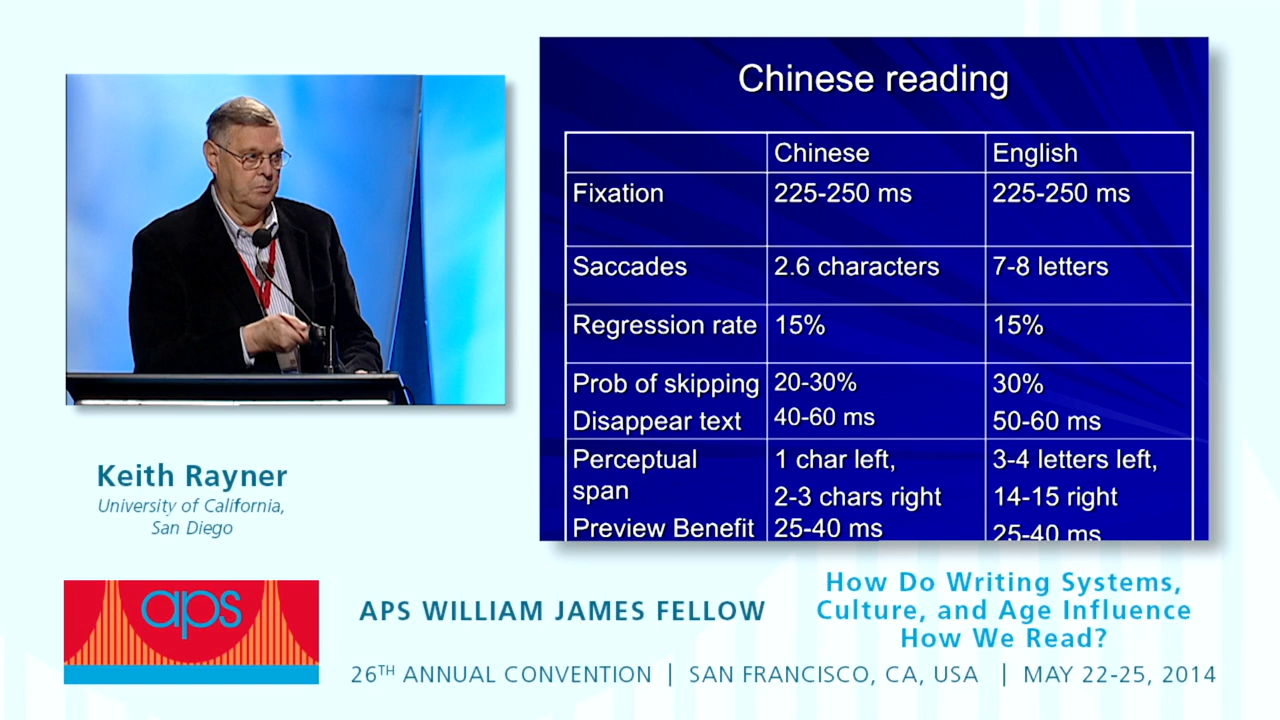 Chinese reading
Chinese English
Fixation 225-250 ms 225-250 ms
Saccades 2.6 characters 7-8 letters
Regression rate 15% 15%
Prob of skipping 20-30% 30%
Disappear text 40-60 ms 50-60 ms
Perceptual 1 char left, 3-4 letters left,
span 2-3 chars right 14-15 right
Preview Benefit 25-40 ms 25-40 ms
Keith Rayner
University of California,
San Diego
aps
APS WILLIAM JAMES FELLOW
How Do Writing Systems,
Culture, and Age Influence
How We Read?
26TH ANNUAL CONVENTION | SAN FRANCISCO, CA, USA | MAY 22-25, 2014